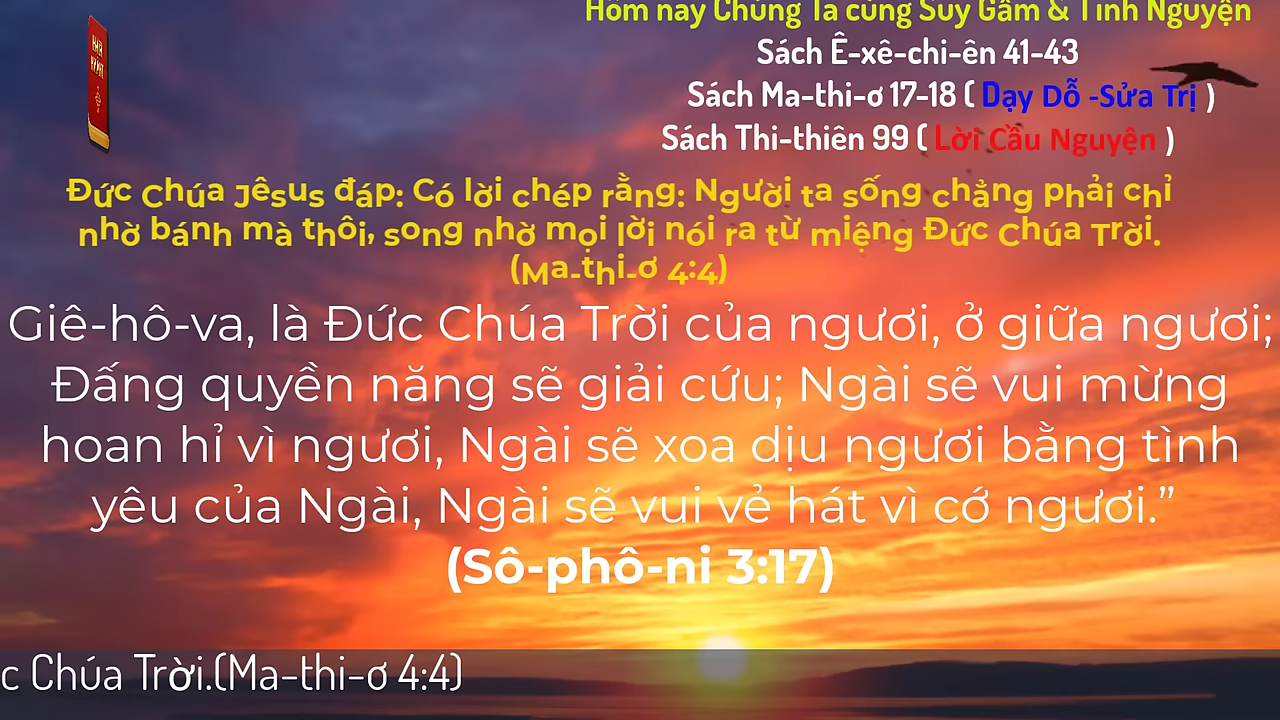 Hôm nay Chúng Ta cùng Suy Gẫm & Tĩnh Nguyện
Sách Ê-xê-chi-ên 41-43
Sách Ma-thi-ơ 17-18 ( Dạy Dỗ -Sửa Trị )
Sách Thi-thiên 99 ( Lời Cầu Nguyện )
Đức Chúa Jêsus đáp: Có lời chép rằng: Người ta sống chẳng phải chỉ
nhờ bánh mà thôi, song nhờ mọi lời nói ra từ miệng Đức Chúa Trời.
(Ma-thi-ơ 4:4)
Giê-hô-va, là Đức Chúa Trời của ngươi, ở giữa ngươi;
Đấng quyền năng sẽ giải cứu; Ngài sẽ vui mừng
hoan hỉ vì ngươi, Ngài sẽ xoa dịu ngươi bằng tình
yêu của Ngài, Ngài sẽ vui vẻ hát vì cớ ngươi.”
(Sô-phô-ni 3:17)
c Chúa Trời.(Ma-thi-ơ 4:4)